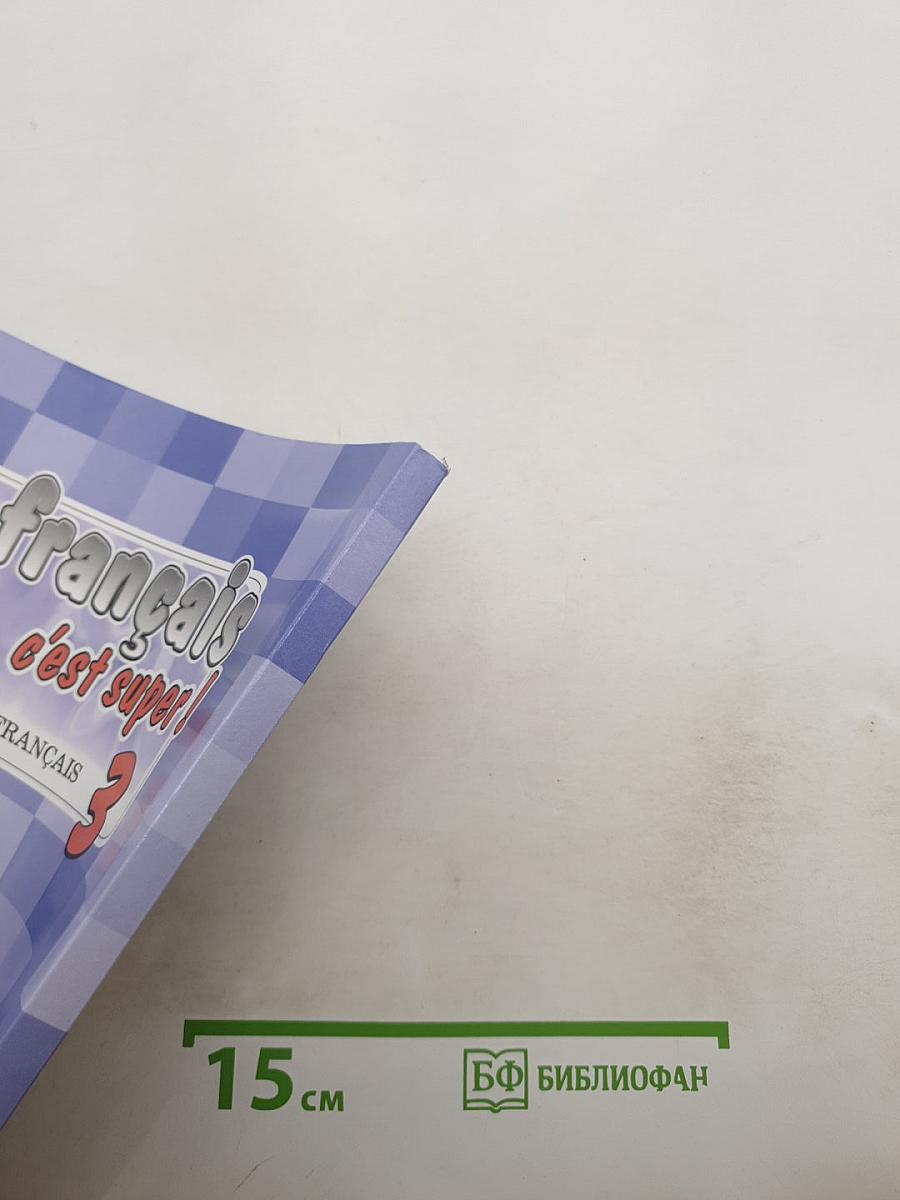 français
c'est super!
FRANÇAIS
3
15 см
БФ БИБЛИОФАН